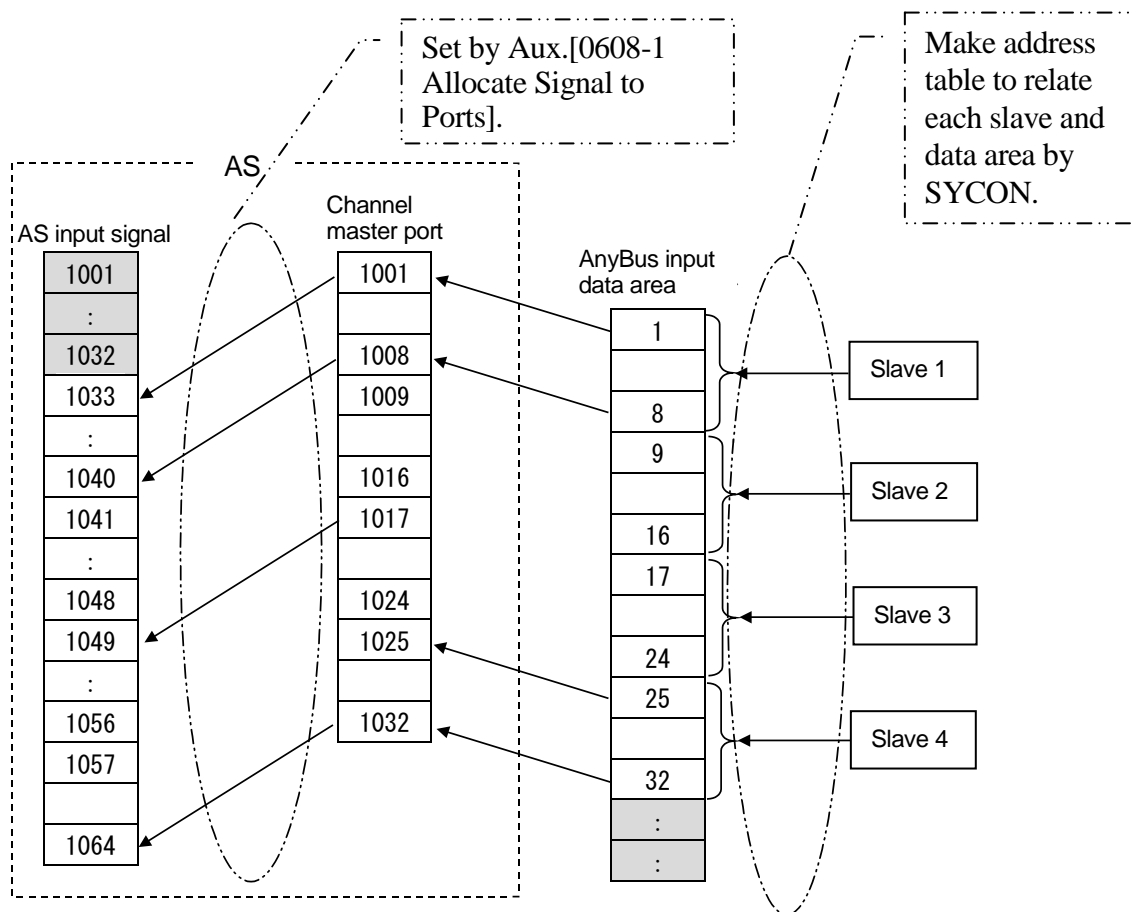 Set by Aux.[0608-1
Allocate Signal to
Ports].
Make address
table to relate
each slave and
data area by
SYCON.
AS
AS input signal
1001
:
1032
1033
:
1040
1041
:
1048
1049
:
1056
1057
1064
Channel
master port
1001
1008
1009
1016
1017
1024
1025
1032
AnyBus input
data area
1
8
9
16
17
24
25
32
:
:
Slave 1
Slave 2
Slave 3
Slave 4